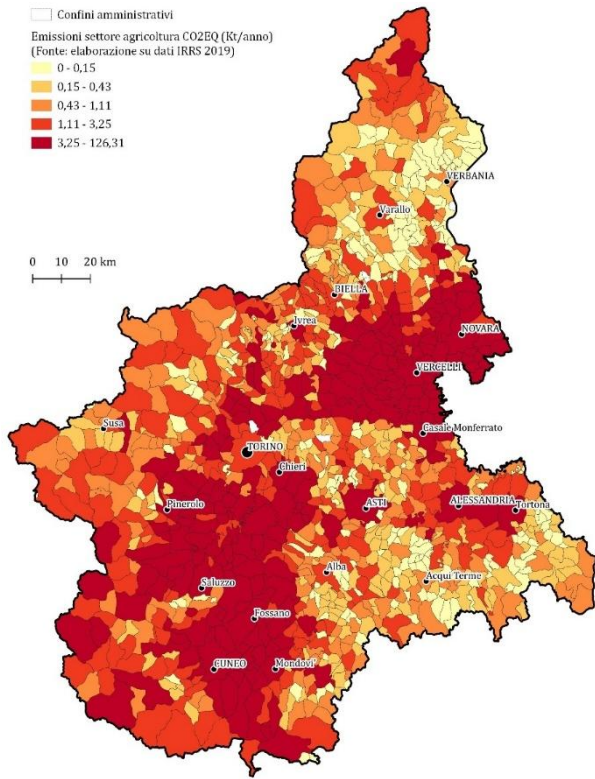 Confini amministrativi
Emissioni settore agricoltura CO2EQ (Kt/anno)
(Fonte: elaborazione su dati IRRS 2019)
0 - 0,15
0,15 - 0,43
0,43 - 1,11
1,11 - 3,25
3,25 - 126,31
VERBANIA
Varallo
0 10 20 km
BIELLA
Ivrea
NOVARA
VERCELLI
Susa
Casale Monferrato
TORINO
Chieri
Pinerolo
ASTI
ALESSANDRIA
Tortona
Alba
Acqui Terme
Saluzzo
Fossano
CUNEO
Mondovi'